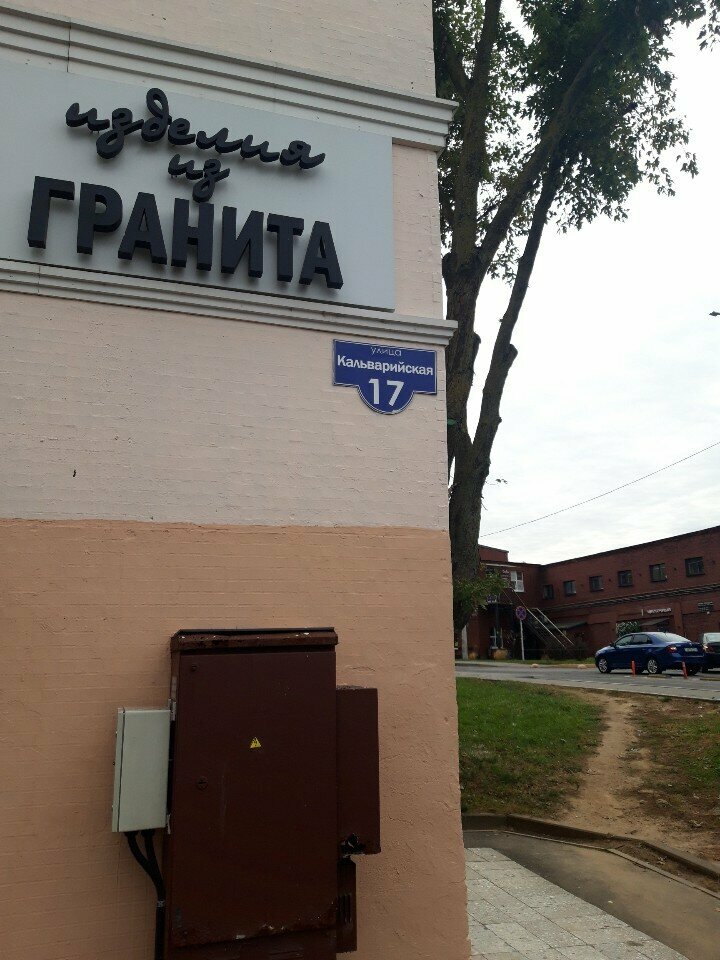 изделия
из
ГРАНИТА
улица
Кальварийская
17